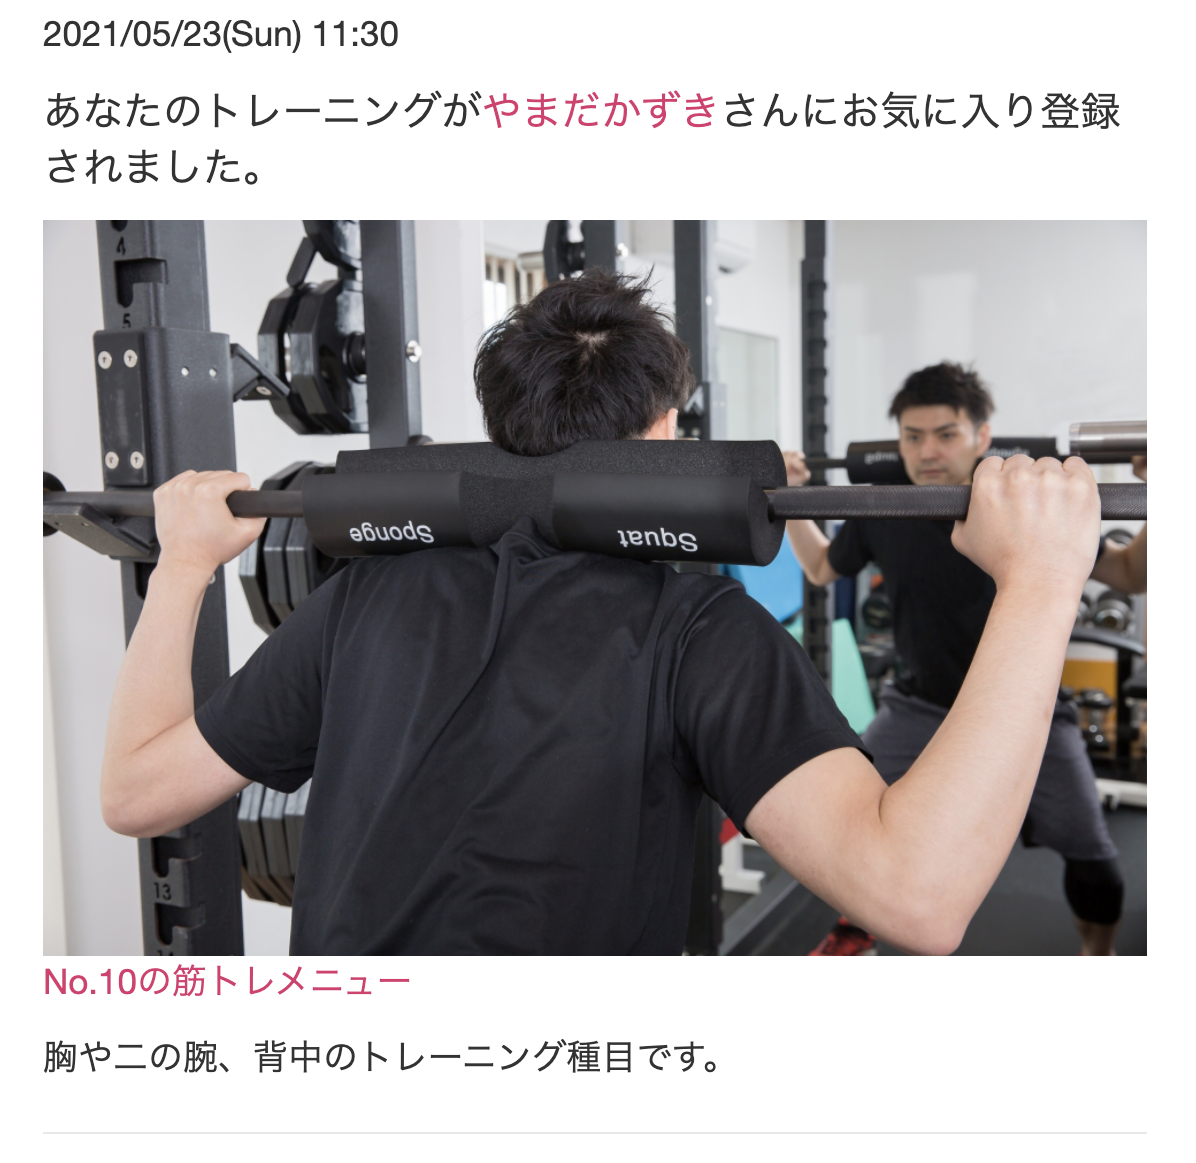 2021/05/23(Sun) 11:30
あなたのトレーニングがやまだかずきさんにお気に入り登録
されました。
4
5
Sponge
Squat
13
No.10の筋トレメニュー
胸や二の腕、背中のトレーニング種目です。